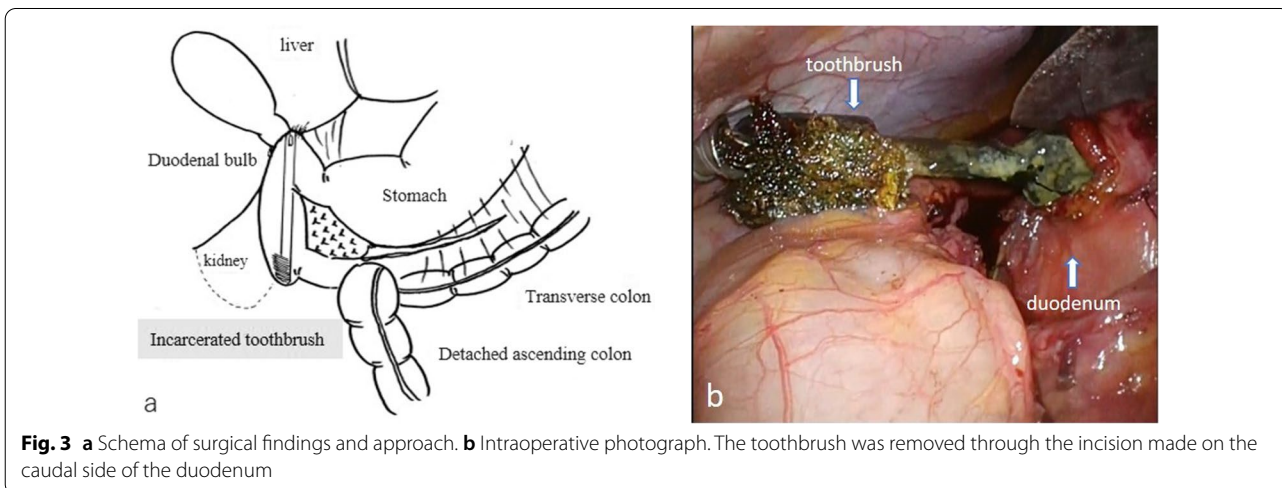 liver
Duodenal bulb
Stomach
kidney
Transverse colon
Incarcerated toothbrush
Detached ascending colon
a
toothbrush
duodenum
b
Fig. 3 a Schema of surgical findings and approach. b Intraoperative photograph. The toothbrush was removed through the incision made on the
caudal side of the duodenum